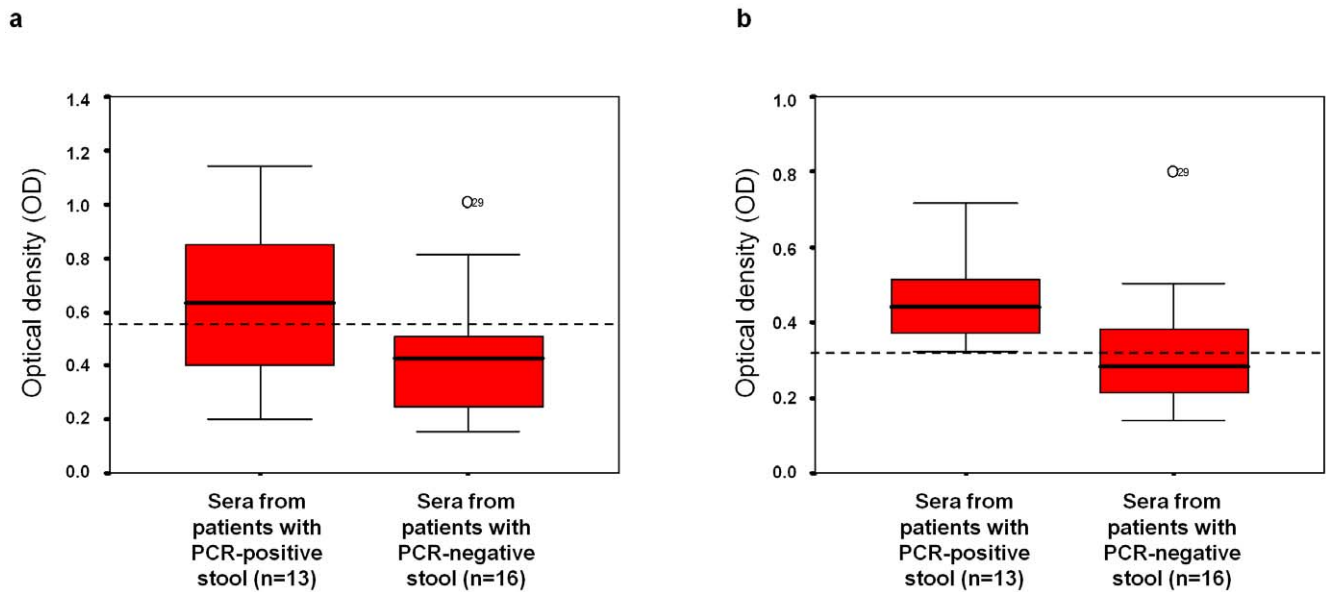 a
Optical density (OD)
1.4
1.2
1.0
0.8
0.6
0.4
0.2
0.0
O29
Sera from
patients with
PCR-positive
stool (n=13)
Sera from
patients with
PCR-negative
stool (n=16)
b
Optical density (OD)
1.0
0.8
0.6
0.4
0.2
0.0
O29
Sera from
patients with
PCR-positive
stool (n=13)
Sera from
patients with
PCR-negative
stool (n=16)